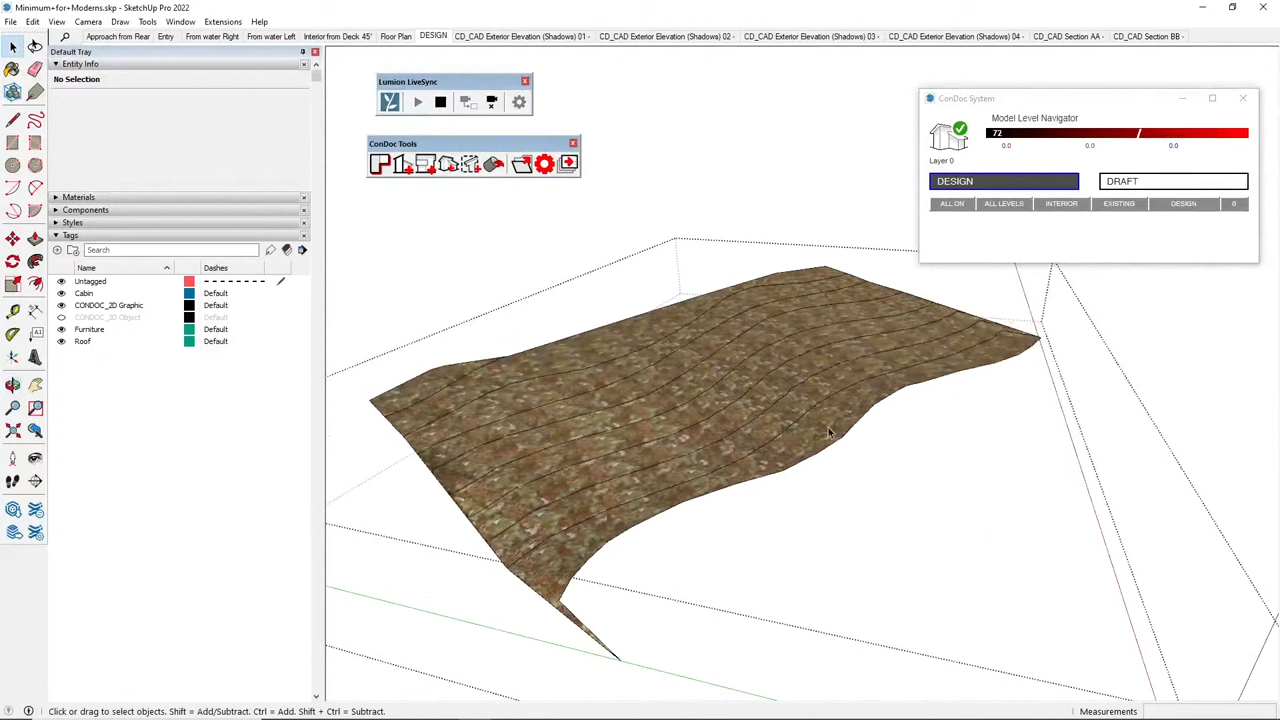 Minimum+for+Moderns.skp - SketchUp Pro 2022
File Edit View Camera Draw Tools Window Extensions Help
Approach from Rear Entry From water Right From water Left Interior from Deck 45° Floor Plan DESIGN CD_CAD Exterior Elevation (Shadows) 01 - CD_CAD Exterior Elevation (Shadows) 02 - CD_CAD Exterior Elevation (Shadows) 03 - CD_CAD Exterior Elevation (Shadows) 04 - CD_CAD Section AA - CD_CAD Section BB -
Default Tray
Entity Info
No Selection
Materials
Components
Styles
Tags
Search
Name Dashes
Untagged
Cabin Default
CONDOC_2D Graphic Default
CONDOC_3D Object Default
Furniture Default
Roof Default
Lumion LiveSync
ConDoc Tools
ConDoc System
Model Level Navigator
72
0.0 0.0 0.0
Layer 0
DESIGN DRAFT
ALL ON ALL LEVELS INTERIOR EXISTING DESIGN 0
Click or drag to select objects. Shift = Add/Subtract. Ctrl = Add. Shift + Ctrl = Subtract.
Measurements